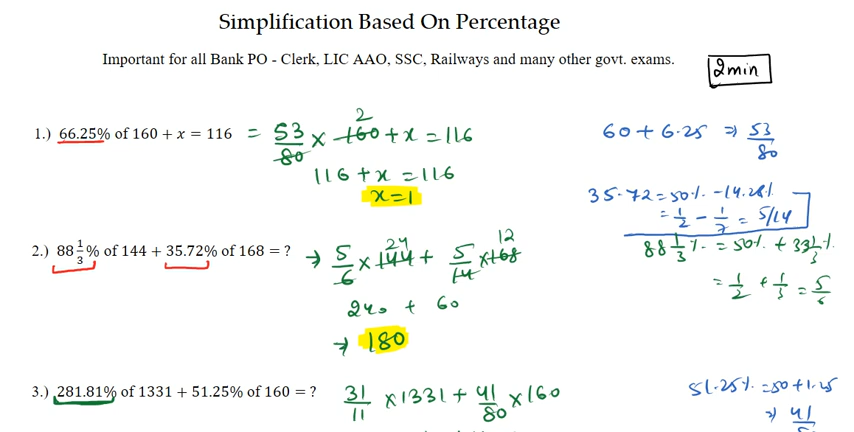 Simplification Based On Percentage
Important for all Bank PO - Clerk, LIC AAO, SSC, Railways and many other govt. exams.
2min
1.) 66.25% of 160 + x = 116 = 53/80 × 160 2 + x = 116
60 + 6.25 ⇒ 53/80
116 + x = 116
x = 1
35.72 = 50% - 14.28%
= 1/2 - 1/7 = 5/14
2.) 88 1/3 % of 144 + 35.72% of 168 = ? → 5/6 × 144 24 + 5/14 × 168 12
88 1/3 % = 50% + 33 1/3 %
= 1/2 + 1/3 = 5/6
240 + 60
→ 180
3.) 281.81% of 1331 + 51.25% of 160 = ? 31/11 × 1331 + 41/80 × 160
51.25% = 50 + 1.25
⇒ 41